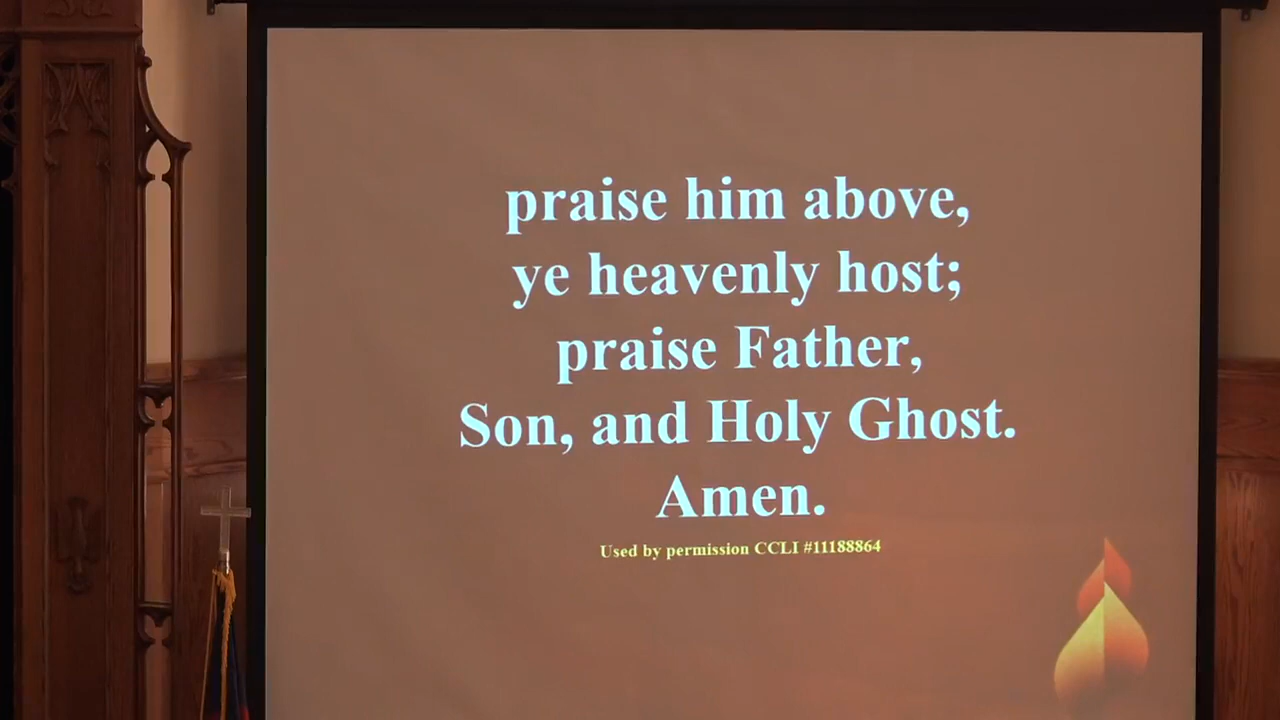 praise him above,
ye heavenly host;
praise Father,
Son, and Holy Ghost.
Amen.
Used by permission CCLI #11188864